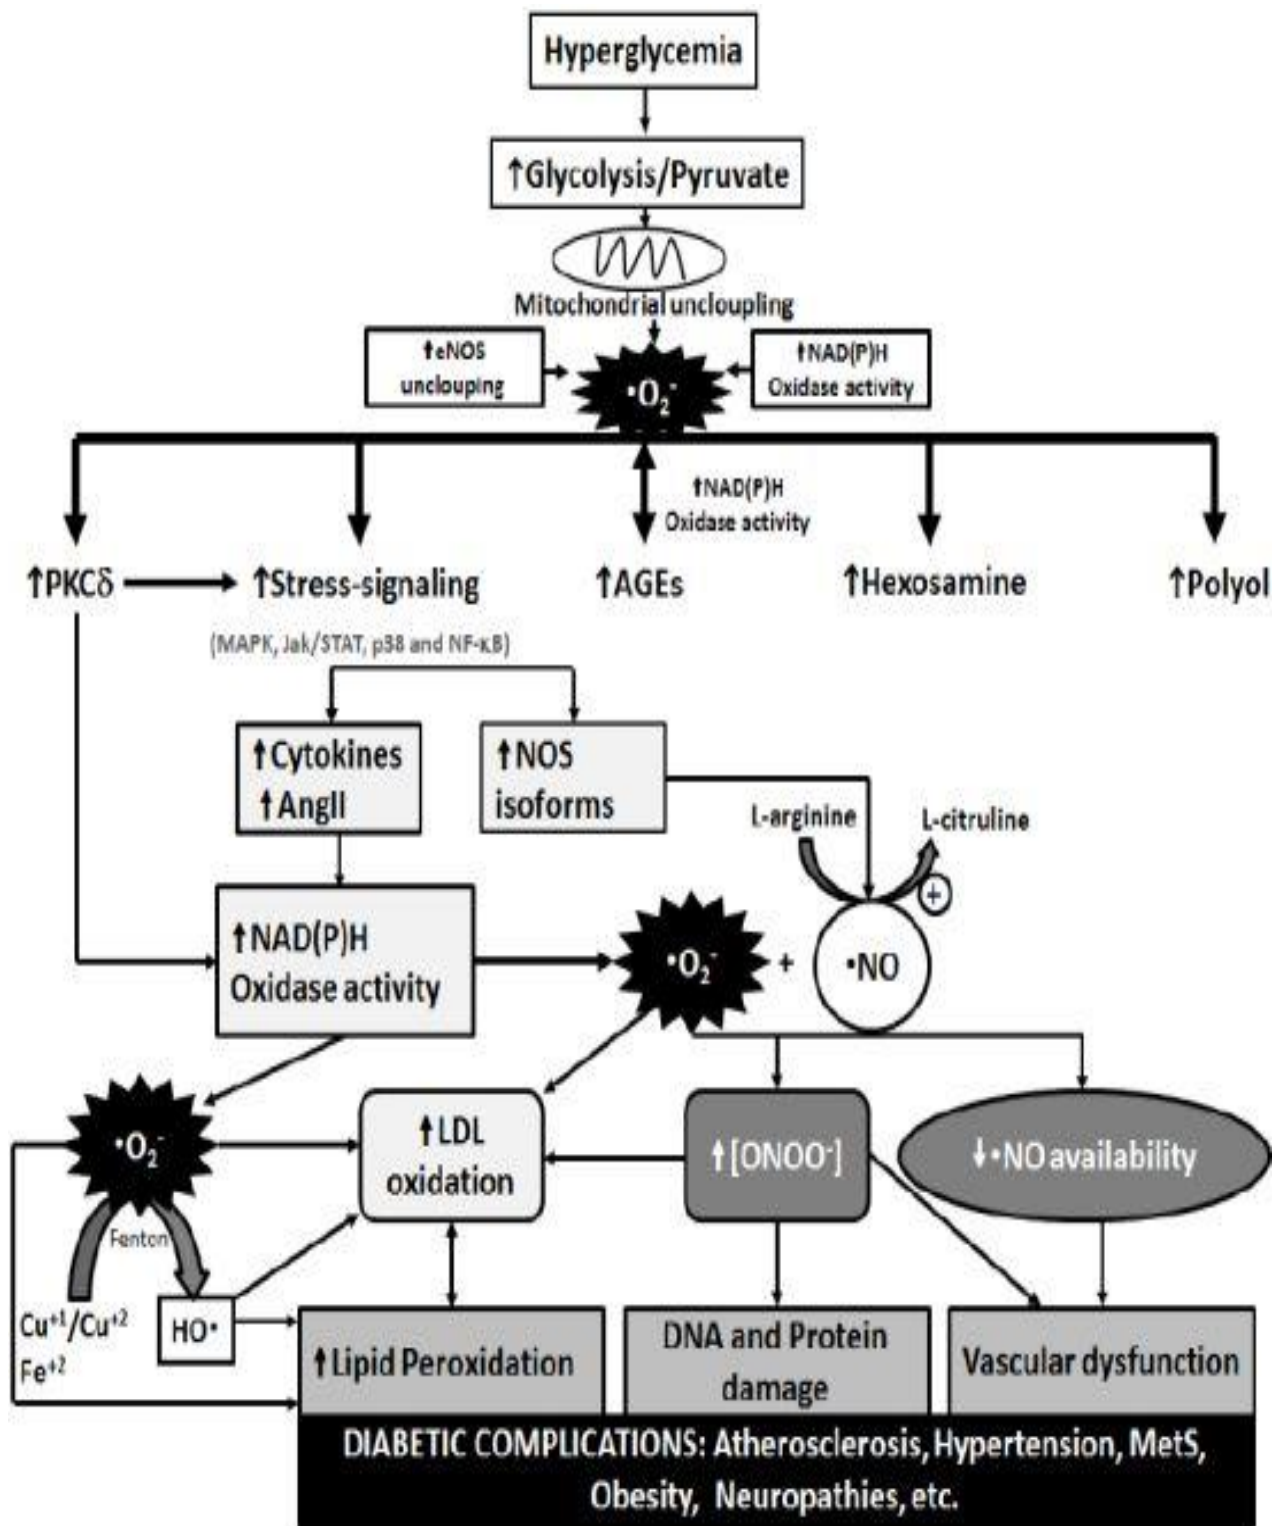 Hyperglycemia
↑Glycolysis/Pyruvate
Mitochondrial uncloupling
↑eNOS
unclouping
•O₂⁻
↑NAD(P)H
Oxidase activity
↑NAD(P)H
Oxidase activity
↑PKCδ
↑Stress-signaling
↑AGEs
↑Hexosamine
↑Polyol
(MAPK, Jak/STAT, p38 and NF-κB)
↑Cytokines
↑AngII
↑NOS
isoforms
L-arginine
L-citruline
+
↑NAD(P)H
Oxidase activity
•O₂⁻
+
•NO
•O₂⁻
↑LDL
oxidation
↑[ONOO⁻]
↓•NO availability
Fenton
Cu⁺¹/Cu⁺²
Fe⁺²
HO•
↑Lipid Peroxidation
DNA and Protein
damage
Vascular dysfunction
DIABETIC COMPLICATIONS: Atherosclerosis, Hypertension, MetS,
Obesity, Neuropathies, etc.